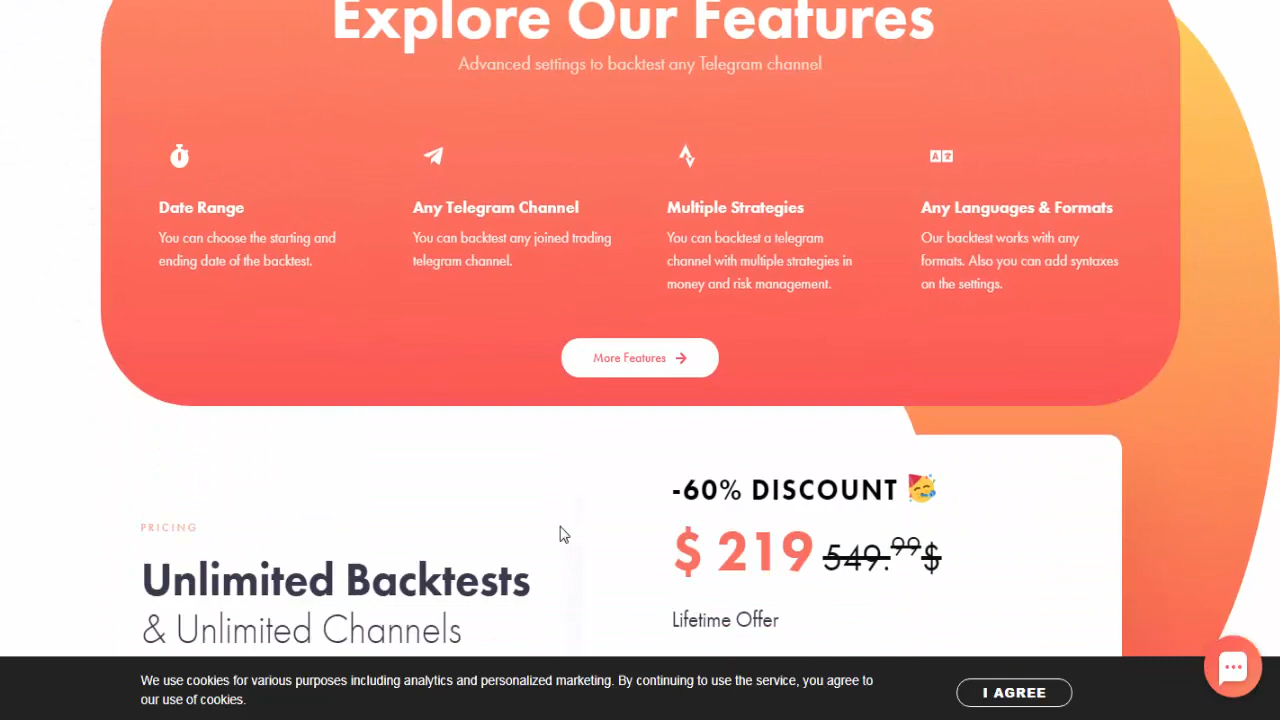 Explore Our Features
Advanced settings to backtest any Telegram channel
Date Range
You can choose the starting and
ending date of the backtest.
Any Telegram Channel
You can backtest any joined trading
telegram channel.
Multiple Strategies
You can backtest a telegram
channel with multiple strategies in
money and risk management.
Any Languages & Formats
Our backtest works with any
formats. Also you can add syntaxes
on the settings.
More Features
PRICING
Unlimited Backtests
& Unlimited Channels
-60% DISCOUNT
$ 219 549.99$
Lifetime Offer
We use cookies for various purposes including analytics and personalized marketing. By continuing to use the service, you agree to
our use of cookies.
I AGREE